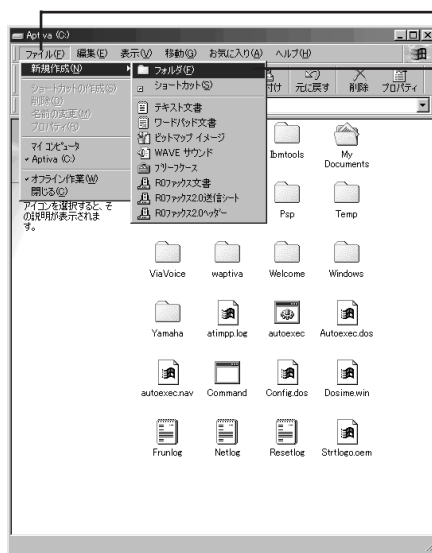 Aptiva (C:)
ファイル(F) 編集(E) 表示(V) 移動(G) お気に入り(A) ヘルプ(H)
新規作成(N)
ショートカットの作成(S)
削除(D)
名前の変更(M)
プロパティ(R)
マイ コンピュータ
Aptiva (C:)
オフライン作業(W)
閉じる(C)
フォルダ(F)
ショートカット(S)
テキスト文書
ワードパッド文書
ビットマップ イメージ
WAVE サウンド
ブリーフケース
ROファックス文書
ROファックス2.0送信シート
ROファックス2.0ヘッダー
付け 元に戻す 削除 プロパティ
アイコンを選択すると、そ
の説明が表示されま
す。
Ibmtools My Documents
Psp Temp
ViaVoice waptiva Welcome Windows
Yamaha atimpp.log autoexec Autoexec.dos
autoexec.nav Command Config.dos Dosime.win
Frunlog Netlog Resetlog Strtlogo.oem